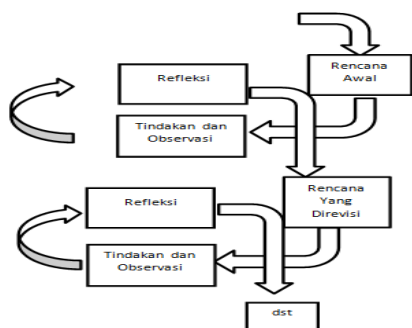 Rencana
Awal
Refleksi
Tindakan dan
Observasi
Rencana
Yang
Direvisi
Refleksi
Tindakan dan
Observasi
dst